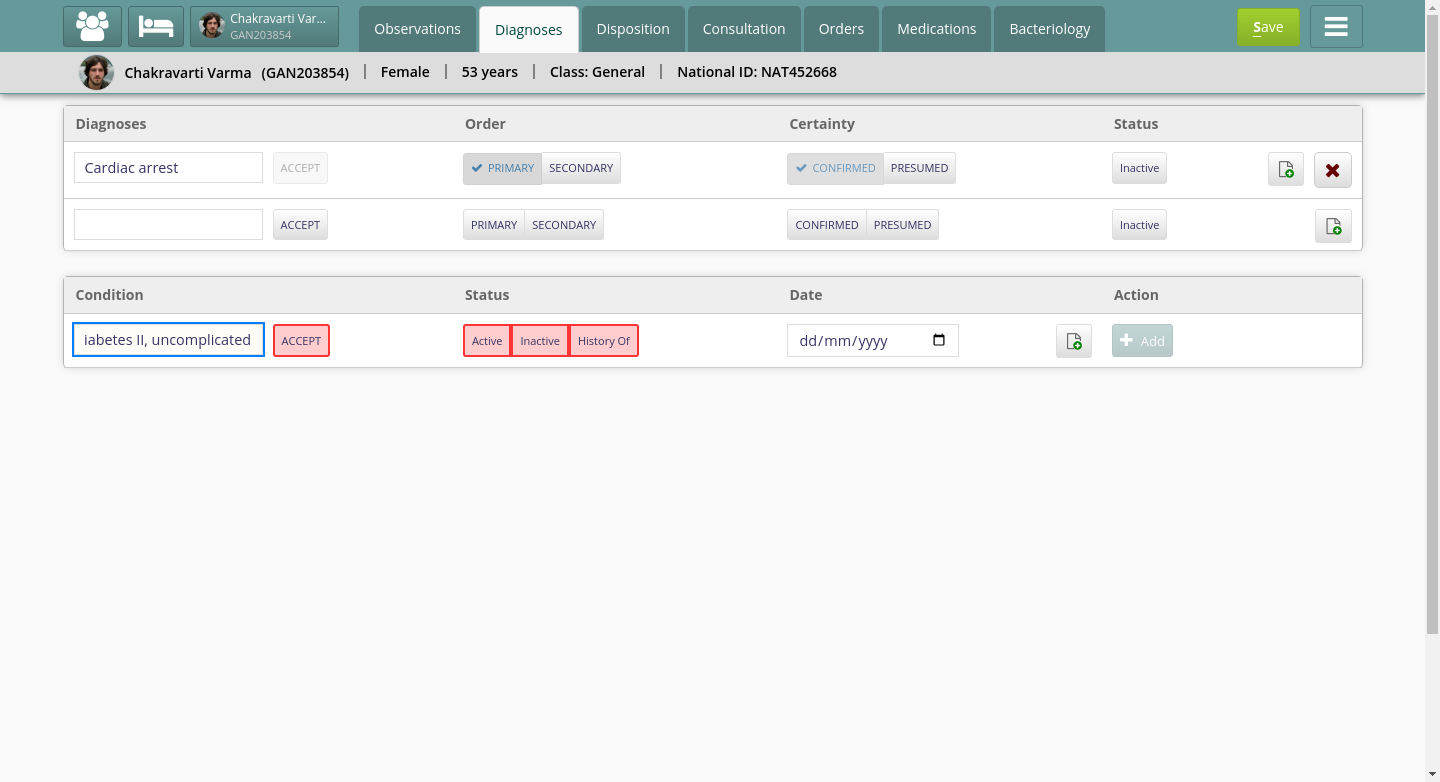 Chakravarti Var...
GAN203854
Observations
Diagnoses
Disposition
Consultation
Orders
Medications
Bacteriology
Save
Chakravarti Varma (GAN203854) | Female | 53 years | Class: General | National ID: NAT452668
Diagnoses Order Certainty Status
Cardiac arrest ACCEPT PRIMARY SECONDARY CONFIRMED PRESUMED Inactive
ACCEPT PRIMARY SECONDARY CONFIRMED PRESUMED Inactive
Condition Status Date Action
iabetes II, uncomplicated ACCEPT Active Inactive History Of dd/mm/yyyy Add